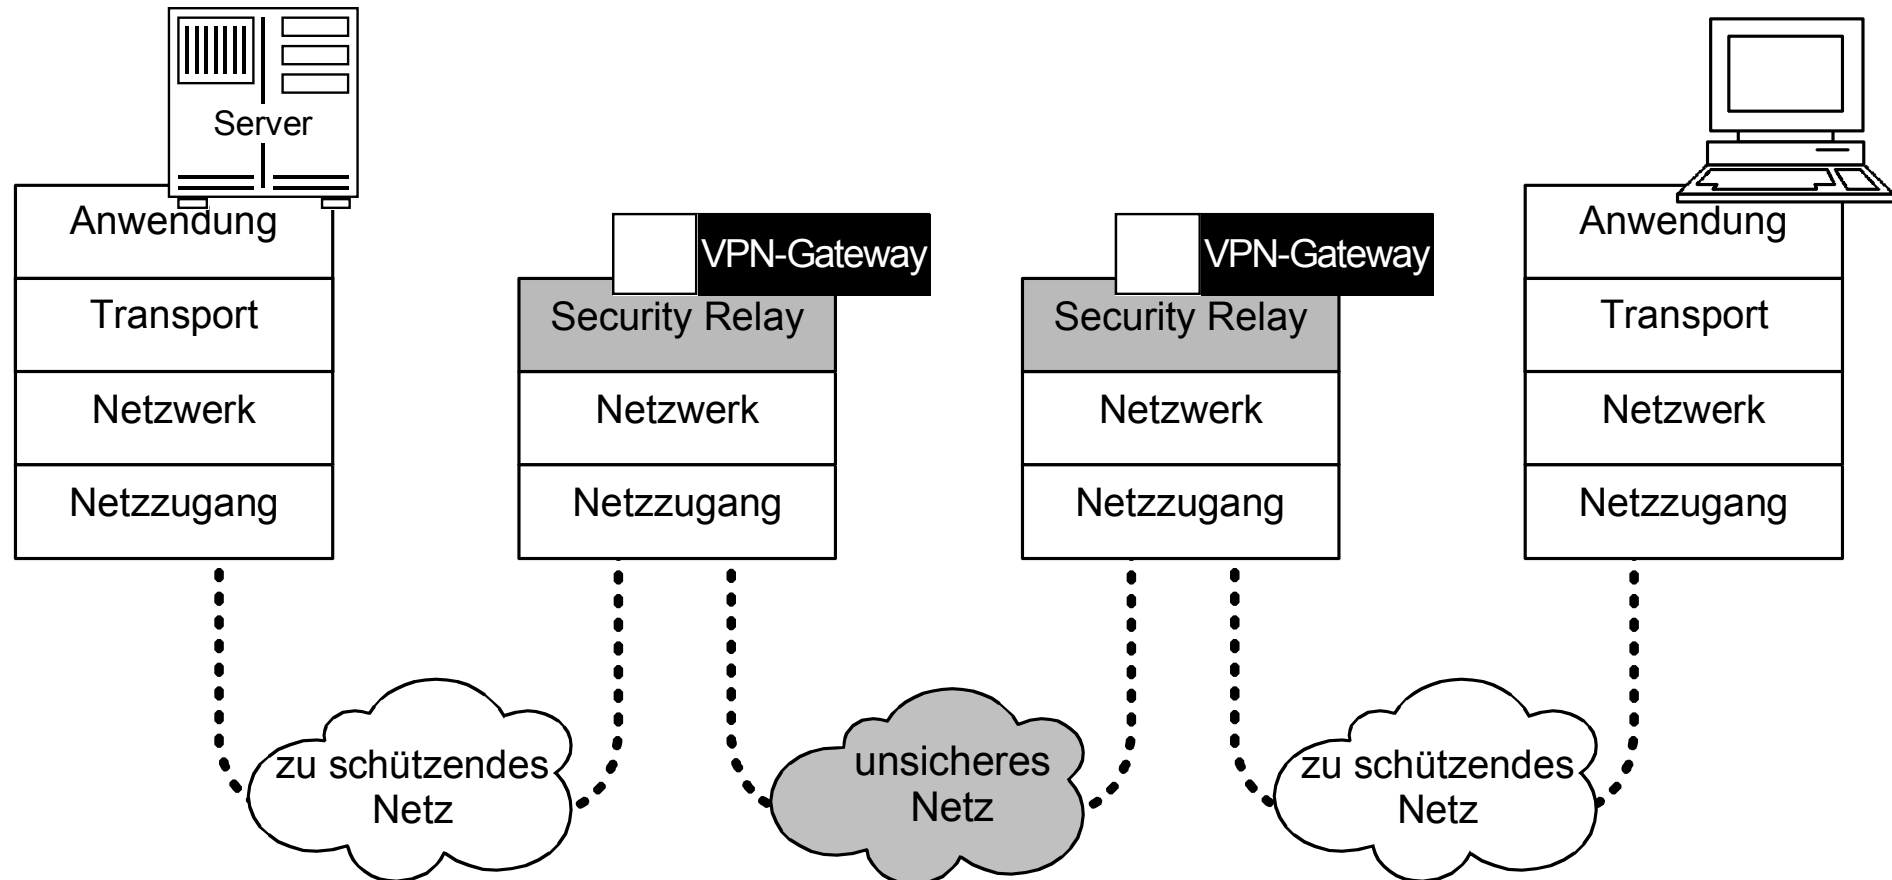 Server
Anwendung
Transport
Netzwerk
Netzzugang
VPN-Gateway
Security Relay
Netzwerk
Netzzugang
VPN-Gateway
Security Relay
Netzwerk
Netzzugang
Anwendung
Transport
Netzwerk
Netzzugang
zu schützendes
Netz
unsicheres
Netz
zu schützendes
Netz